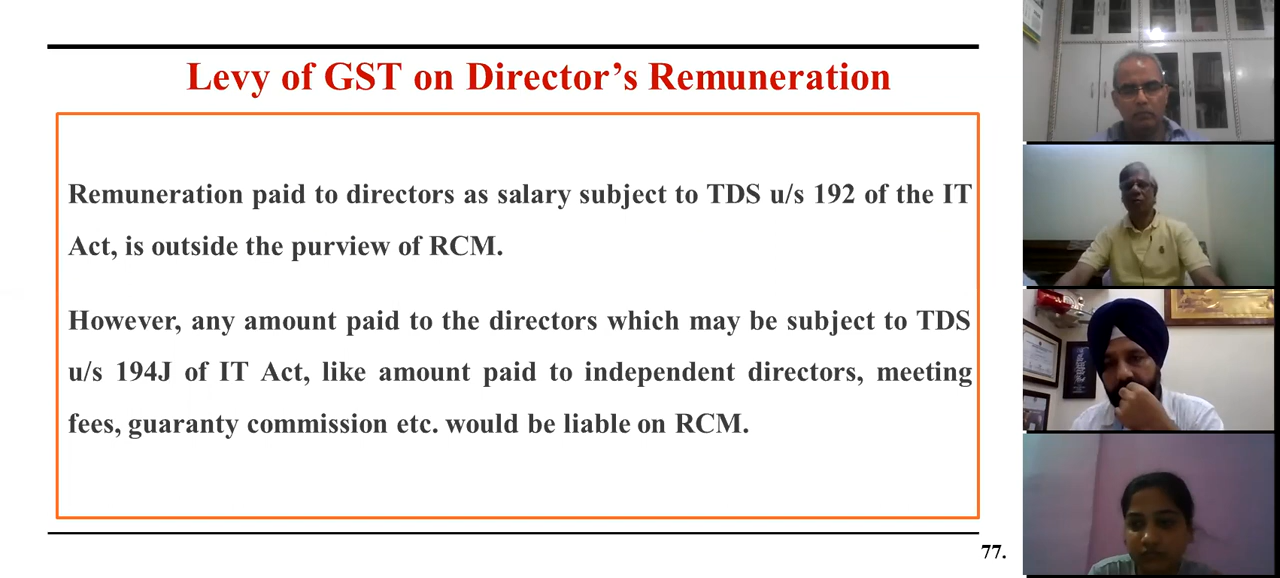 Levy of GST on Director’s Remuneration
Remuneration paid to directors as salary subject to TDS u/s 192 of the IT
Act, is outside the purview of RCM.
However, any amount paid to the directors which may be subject to TDS
u/s 194J of IT Act, like amount paid to independent directors, meeting
fees, guaranty commission etc. would be liable on RCM.
77.